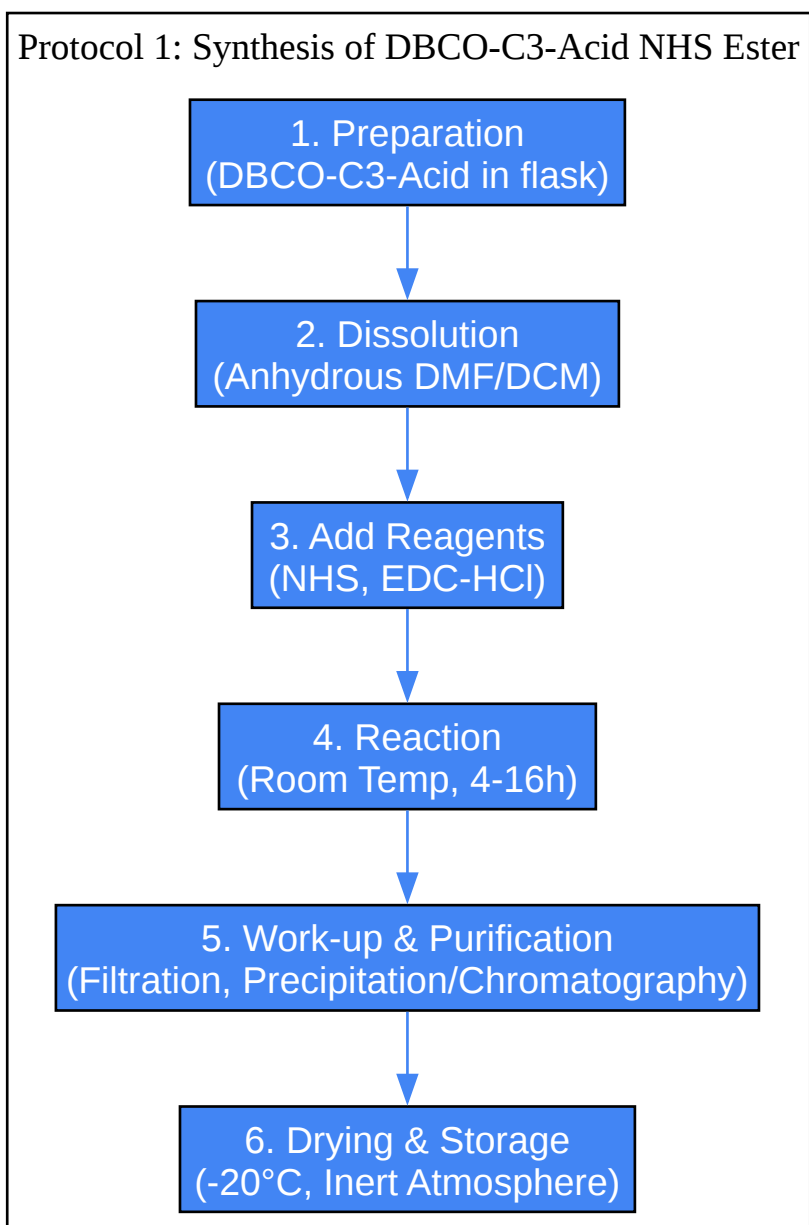 Protocol 1: Synthesis of DBCO-C3-Acid NHS Ester
1. Preparation
(DBCO-C3-Acid in flask)
2. Dissolution
(Anhydrous DMF/DCM)
3. Add Reagents
(NHS, EDC-HCl)
4. Reaction
(Room Temp, 4-16h)
5. Work-up & Purification
(Filtration, Precipitation/Chromatography)
6. Drying & Storage
(-20°C, Inert Atmosphere)